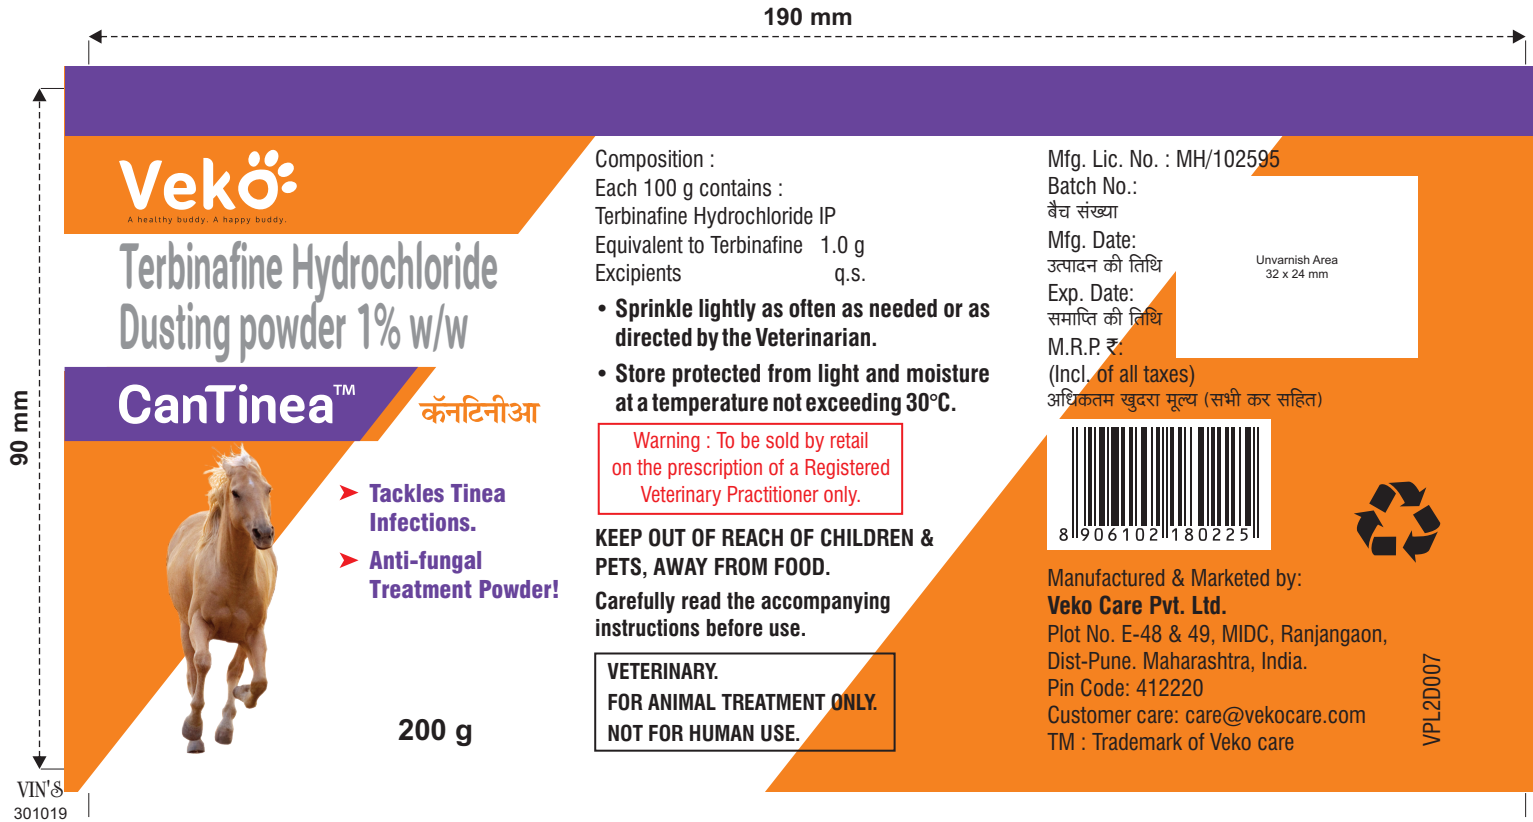 190 mm
90 mm
Veko
A healthy buddy. A happy buddy.
Terbinafine Hydrochloride
Dusting powder 1% w/w
CanTinea™
कॅनटिनीआ
➤ Tackles Tinea
Infections.
➤ Anti-fungal
Treatment Powder!
200 g
VIN'S
301019
Composition :
Each 100 g contains :
Terbinafine Hydrochloride IP
Equivalent to Terbinafine 1.0 g
Excipients q.s.
• Sprinkle lightly as often as needed or as
directed by the Veterinarian.
• Store protected from light and moisture
at a temperature not exceeding 30°C.
Warning : To be sold by retail
on the prescription of a Registered
Veterinary Practitioner only.
KEEP OUT OF REACH OF CHILDREN &
PETS, AWAY FROM FOOD.
Carefully read the accompanying
instructions before use.
VETERINARY.
FOR ANIMAL TREATMENT ONLY.
NOT FOR HUMAN USE.
Mfg. Lic. No. : MH/102595
Batch No.:
बैच संख्या
Mfg. Date:
उत्पादन की तिथि
Exp. Date:
समाप्ति की तिथि
M.R.P. ₹:
(Incl. of all taxes)
अधिकतम खुदरा मूल्य (सभी कर सहित)
Unvarnish Area
32 x 24 mm
8 906102 180225
Manufactured & Marketed by:
Veko Care Pvt. Ltd.
Plot No. E-48 & 49, MIDC, Ranjangaon,
Dist-Pune. Maharashtra, India.
Pin Code: 412220
Customer care: care@vekocare.com
TM : Trademark of Veko care
VPL2D007